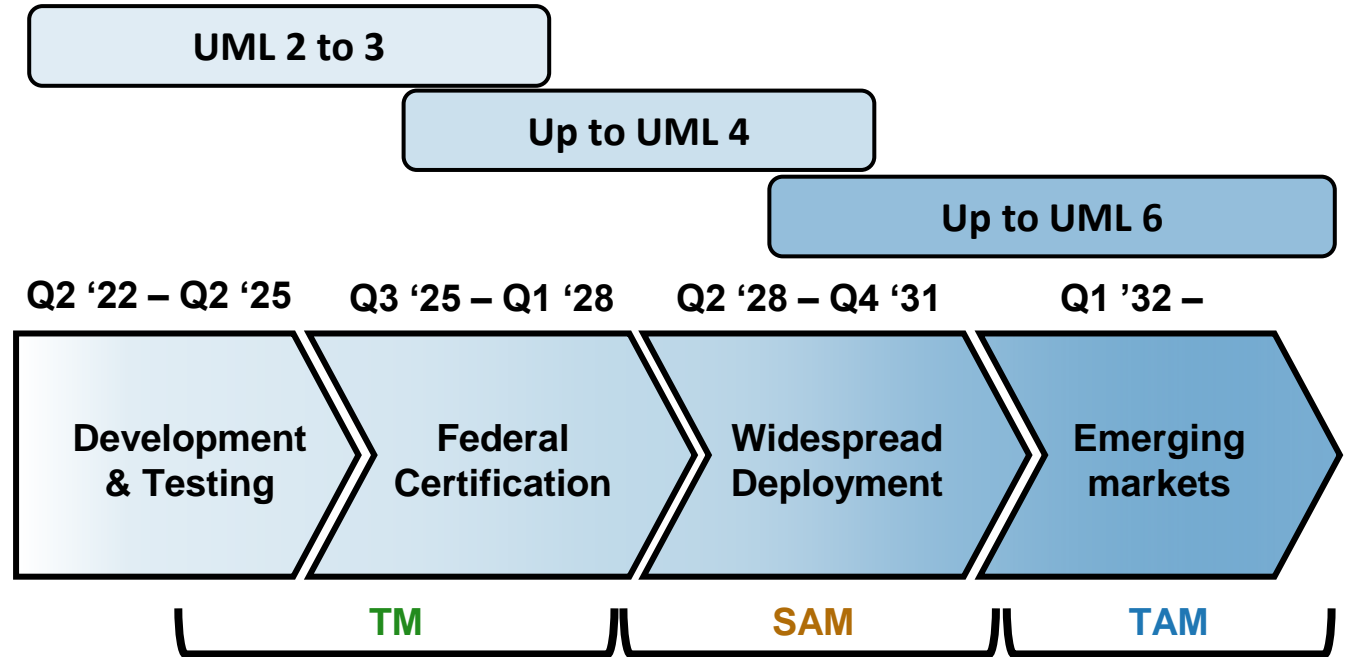 UML 2 to 3
Up to UML 4
Up to UML 6
Q2 ‘22 – Q2 ‘25
Q3 ‘25 – Q1 ‘28
Q2 ‘28 – Q4 ‘31
Q1 ’32 –
Development
& Testing
Federal
Certification
Widespread
Deployment
Emerging
markets
TM
SAM
TAM